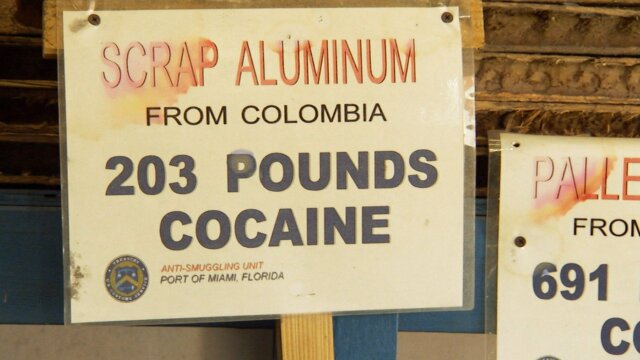 SCRAP ALUMINUM
FROM COLOMBIA
203 POUNDS
COCAINE
ANTI-SMUGGLING UNIT
PORT OF MIAMI, FLORIDA
PALLE
FROM
691
CO